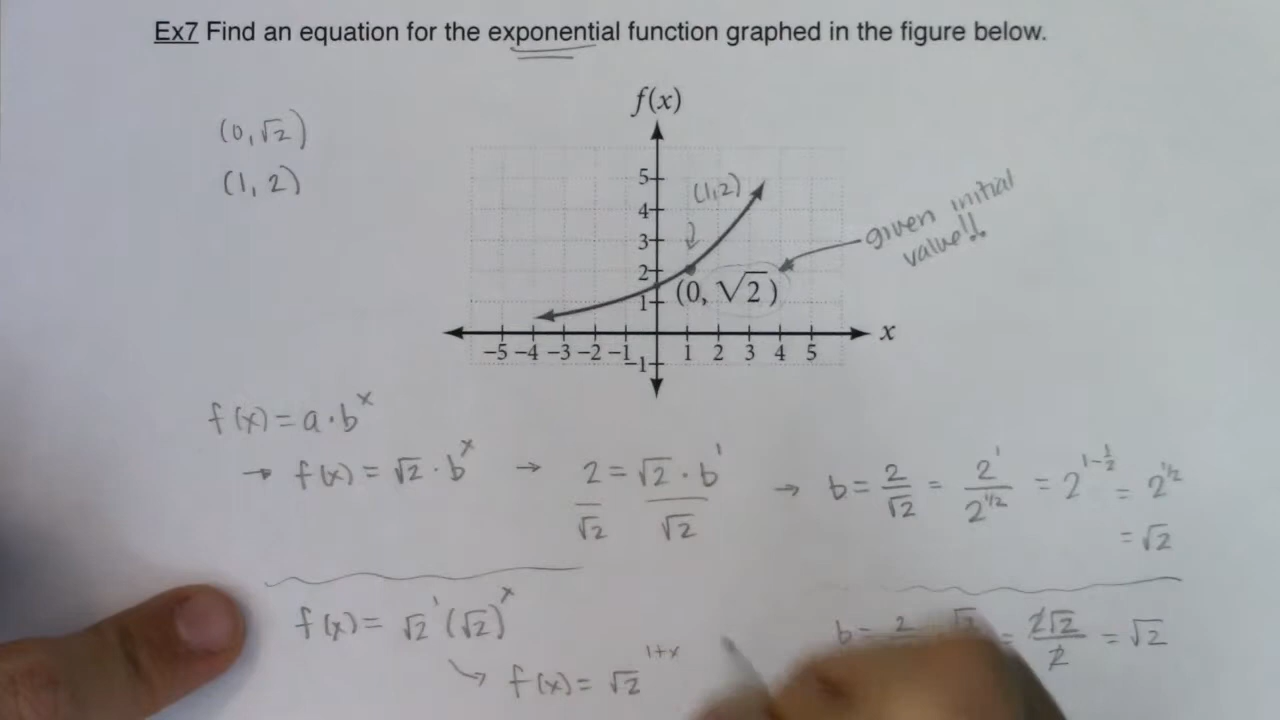 Ex7 Find an equation for the exponential function graphed in the figure below.
(0, √2)
(1, 2)
f(x)
5
4
3
2
1
-1
(1,2)
(0, √2)
given initial
value!!
x
-5 -4 -3 -2 -1 1 2 3 4 5
f(x) = a·b^x
→ f(x) = √2·b^x → 2/√2 = √2·b^1/√2 → b = 2/√2 = 2^1/2^1/2 = 2^1-1/2 = 2^1/2
= √2
f(x) = √2^1 (√2)^x
b = 2 √2 = 2√2/2 = √2
↘ f(x) = √2^1+x